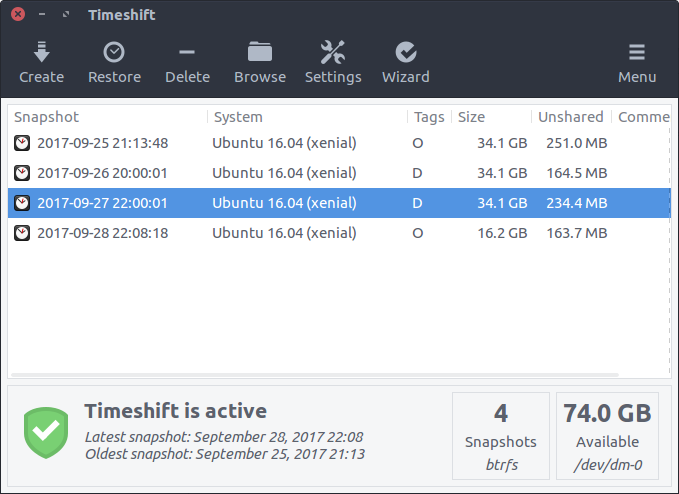 Timeshift
Create Restore Delete Browse Settings Wizard Menu
Snapshot System Tags Size Unshared Comme
2017-09-25 21:13:48 Ubuntu 16.04 (xenial) O 34.1 GB 251.0 MB
2017-09-26 20:00:01 Ubuntu 16.04 (xenial) D 34.1 GB 164.5 MB
2017-09-27 22:00:01 Ubuntu 16.04 (xenial) D 34.1 GB 234.4 MB
2017-09-28 22:08:18 Ubuntu 16.04 (xenial) O 16.2 GB 163.7 MB
Timeshift is active
Latest snapshot: September 28, 2017 22:08
Oldest snapshot: September 25, 2017 21:13
4
Snapshots
btrfs
74.0 GB
Available
/dev/dm-0